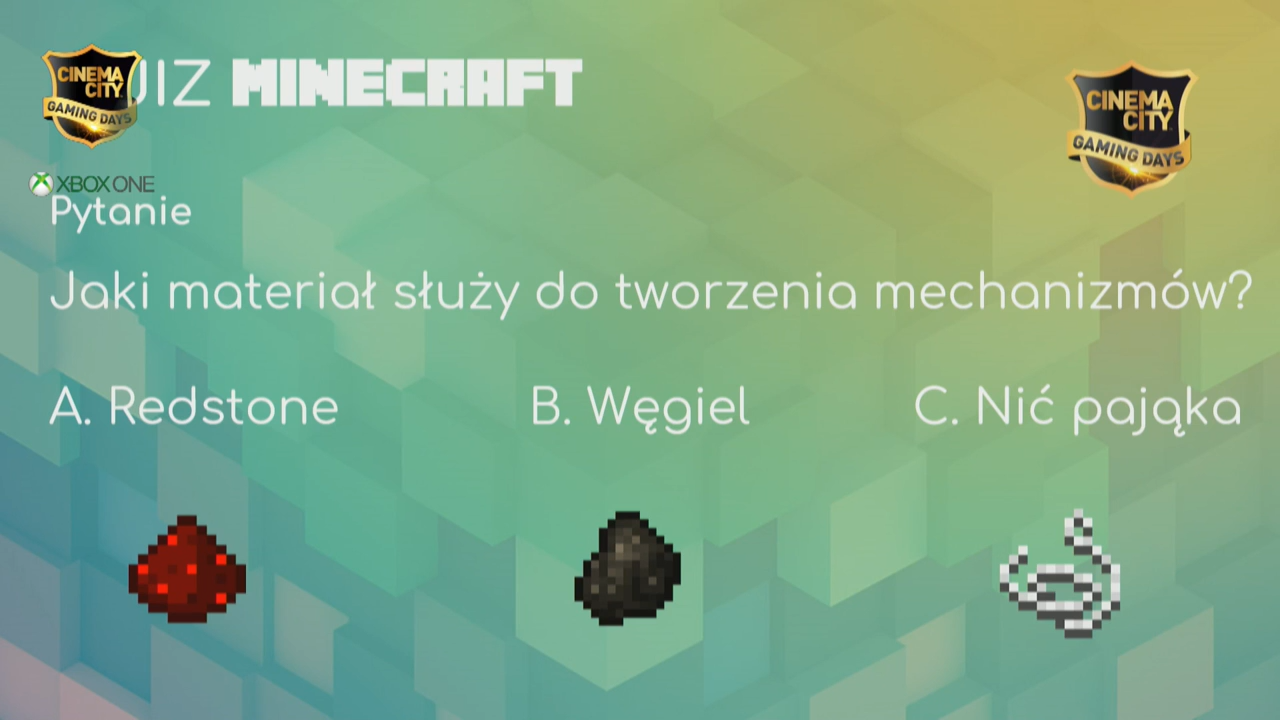 CINEMA
CITY
GAMING DAYS
UIZ MINECRAFT
CINEMA
CITY
GAMING DAYS
XBOX ONE
Pytanie
Jaki materiał służy do tworzenia mechanizmów?
A. Redstone
B. Węgiel
C. Nić pająka